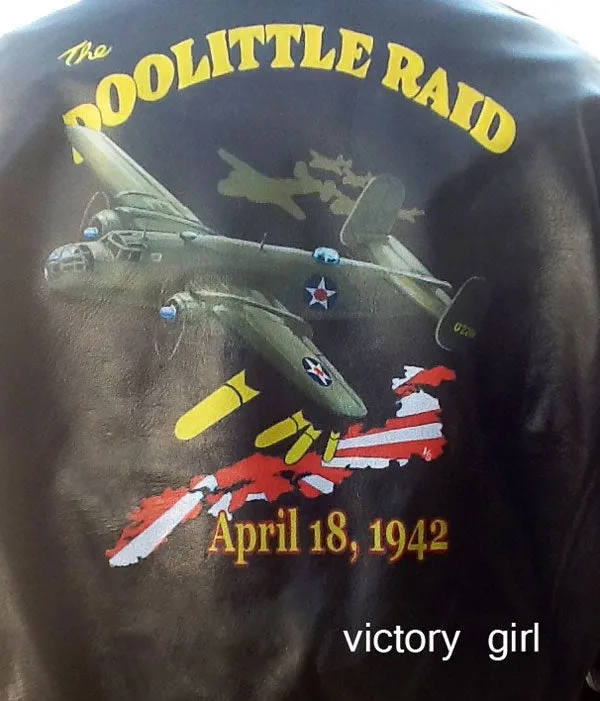 The
DOOLITTLE RAID
April 18, 1942
victory girl